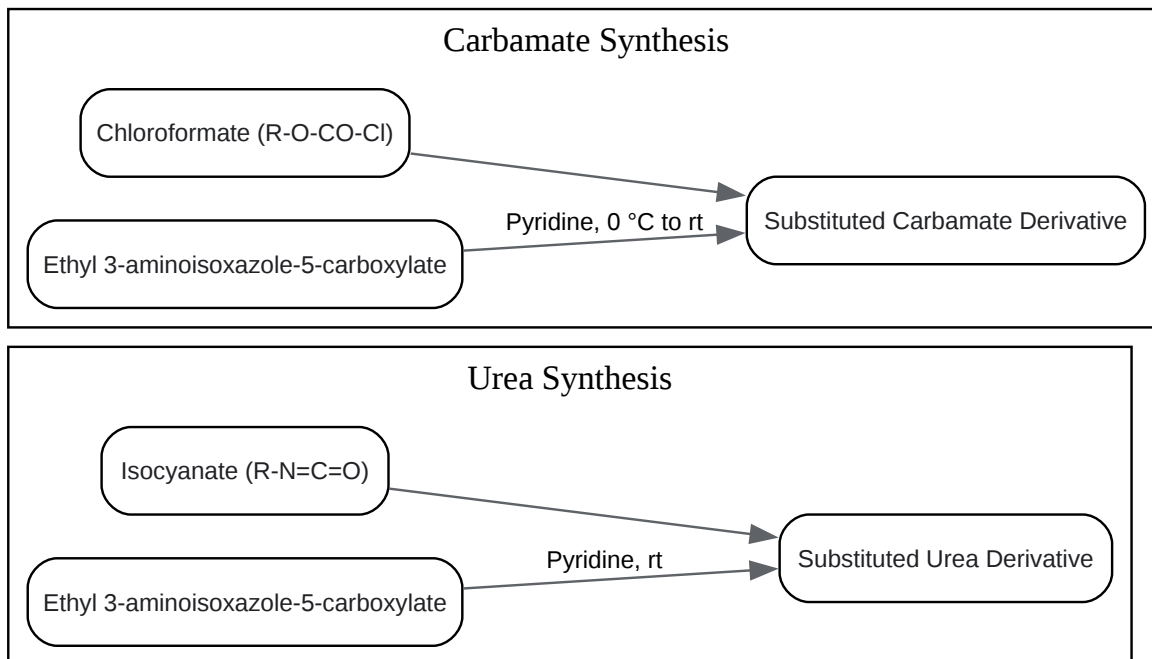 Carbamate Synthesis
Chloroformate (R-O-CO-Cl)
Pyridine, 0 °C to rt
Substituted Carbamate Derivative
Ethyl 3-aminoisoxazole-5-carboxylate
Urea Synthesis
Isocyanate (R-N=C=O)
Pyridine, rt
Substituted Urea Derivative
Ethyl 3-aminoisoxazole-5-carboxylate